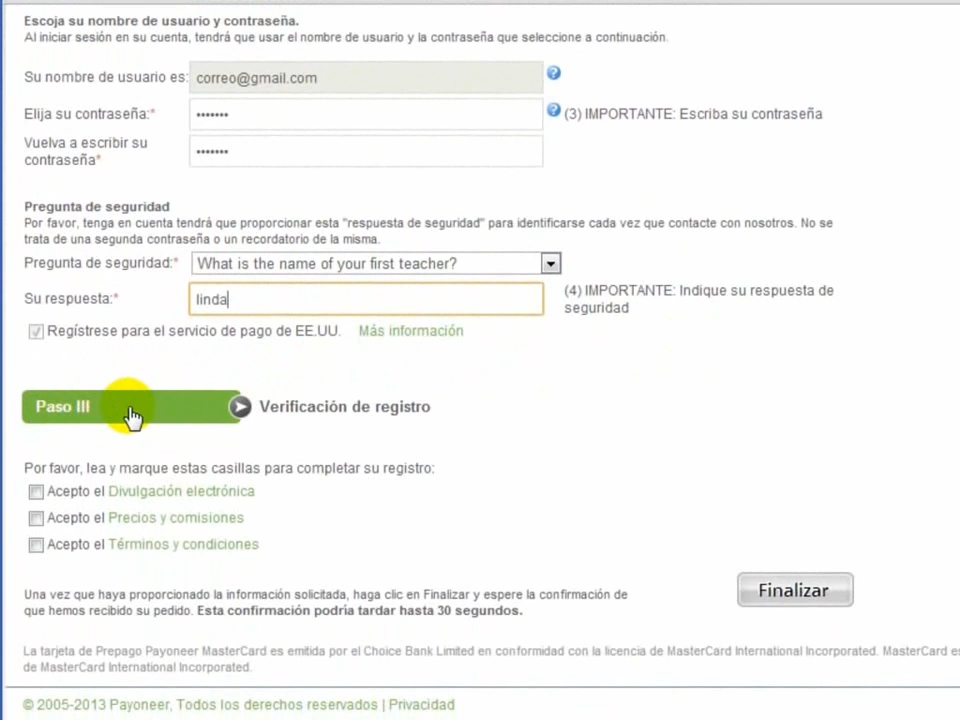 Escoja su nombre de usuario y contraseña.
Al iniciar sesión en su cuenta, tendrá que usar el nombre de usuario y la contraseña que seleccione a continuación.
Su nombre de usuario es: correo@gmail.com
Elija su contraseña:* ••••••• (3) IMPORTANTE: Escriba su contraseña
Vuelva a escribir su
contraseña* •••••••
Pregunta de seguridad
Por favor, tenga en cuenta tendrá que proporcionar esta "respuesta de seguridad" para identificarse cada vez que contacte con nosotros. No se
trata de una segunda contraseña o un recordatorio de la misma.
Pregunta de seguridad:* What is the name of your first teacher?
Su respuesta:* linda (4) IMPORTANTE: Indique su respuesta de
seguridad
Regístrese para el servicio de pago de EE.UU. Más información
Paso III Verificación de registro
Por favor, lea y marque estas casillas para completar su registro:
Acepto el Divulgación electrónica
Acepto el Precios y comisiones
Acepto el Términos y condiciones
Una vez que haya proporcionado la información solicitada, haga clic en Finalizar y espere la confirmación de
que hemos recibido su pedido. Esta confirmación podría tardar hasta 30 segundos.
Finalizar
La tarjeta de Prepago Payoneer MasterCard es emitida por el Choice Bank Limited en conformidad con la licencia de MasterCard International Incorporated. MasterCard es
de MasterCard International Incorporated.
© 2005-2013 Payoneer, Todos los derechos reservados | Privacidad